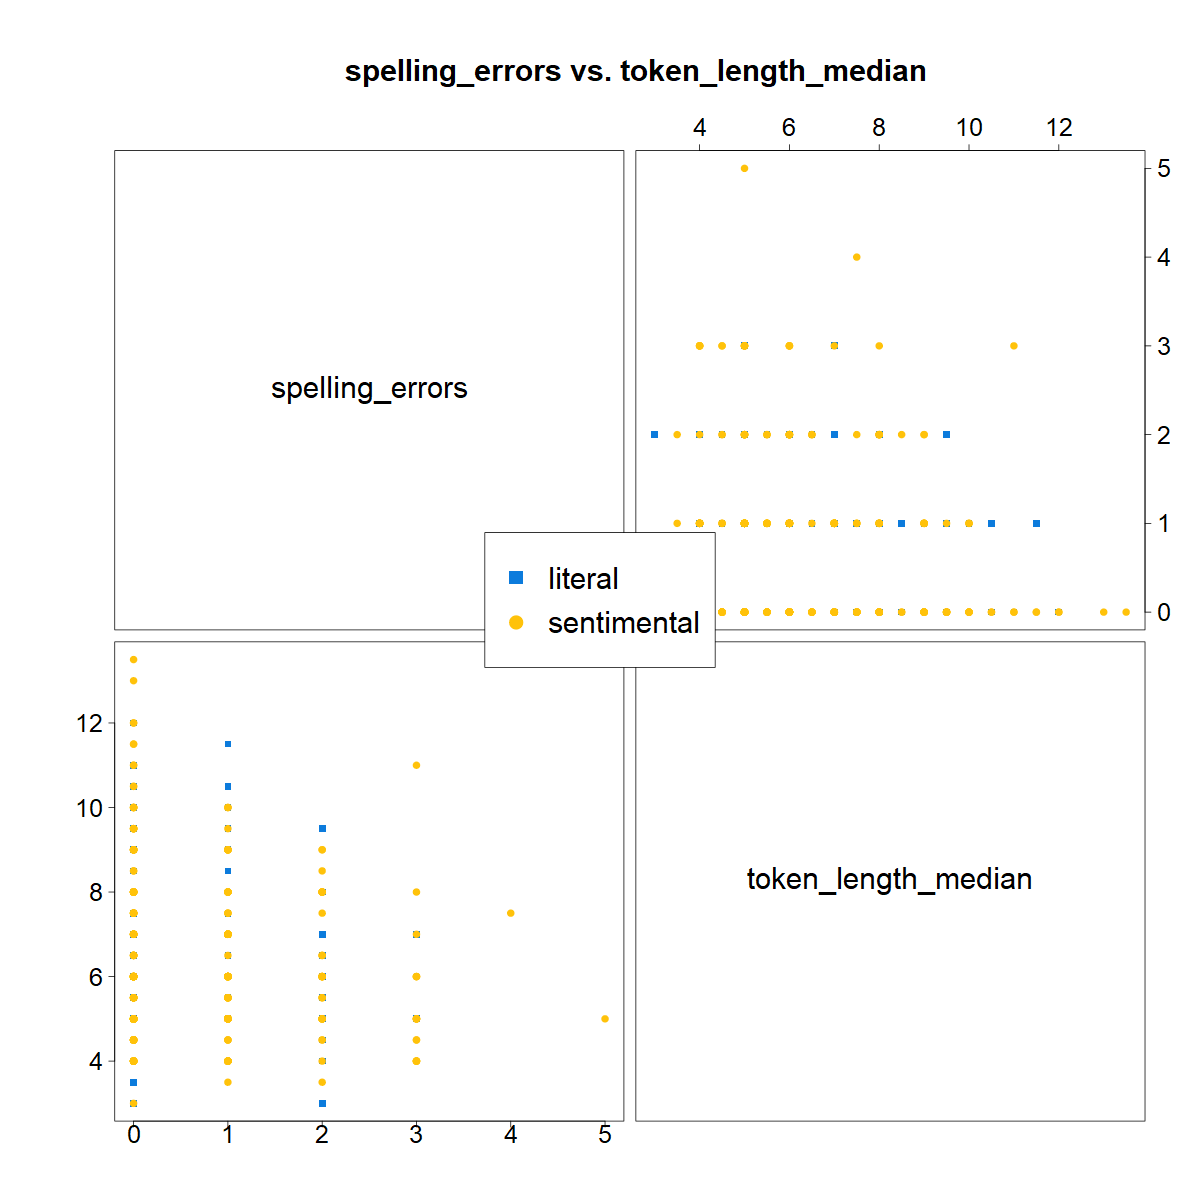 spelling_errors vs. token_length_median
4 6 8 10 12
5
4
3
2
1
0
spelling_errors
literal
sentimental
12
10
8
6
4
token_length_median
0 1 2 3 4 5